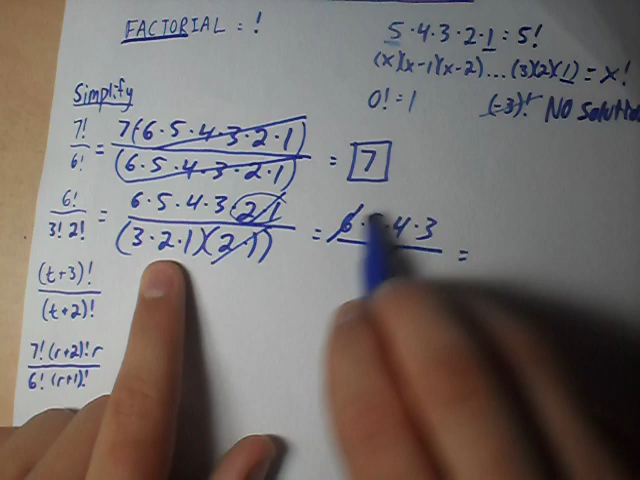 FACTORIAL = !
5·4·3·2·1 = 5!
(x)(x-1)(x-2)...(3)(2)(1) = x!
0! = 1 (-3)! NO Solution
Simplify
7!/6! = 7(6·5·4·3·2·1)/(6·5·4·3·2·1) = 7
6!/3!2! = 6·5·4·3 2·1/(3·2·1)(2·1) = 6· ·4·3 =
(t+3)!/(t+2)!
7!(r+2)!r/6!(r+1)!